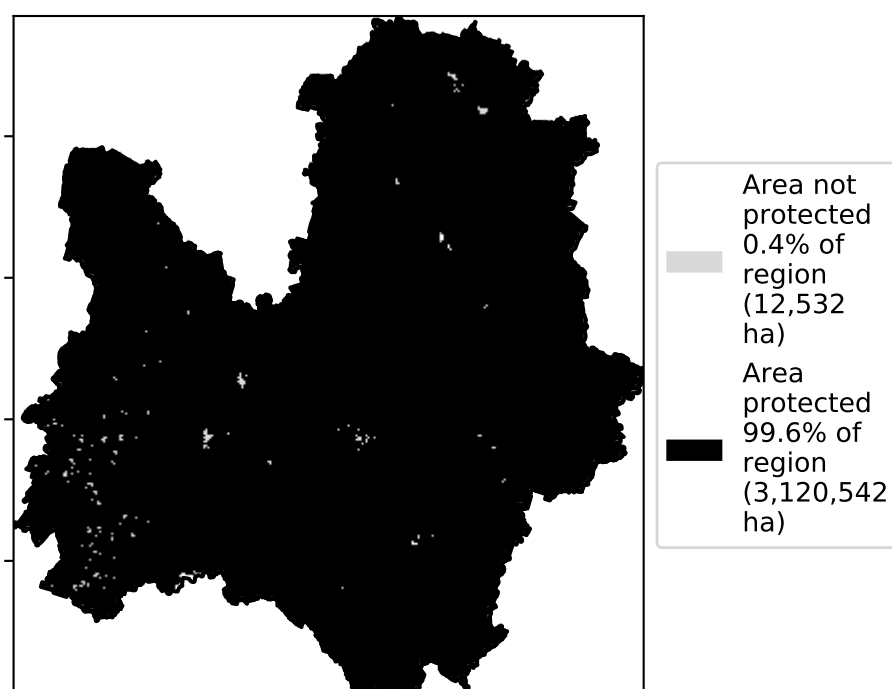 Area not
protected
0.4% of
region
(12,532
ha)
Area
protected
99.6% of
region
(3,120,542
ha)